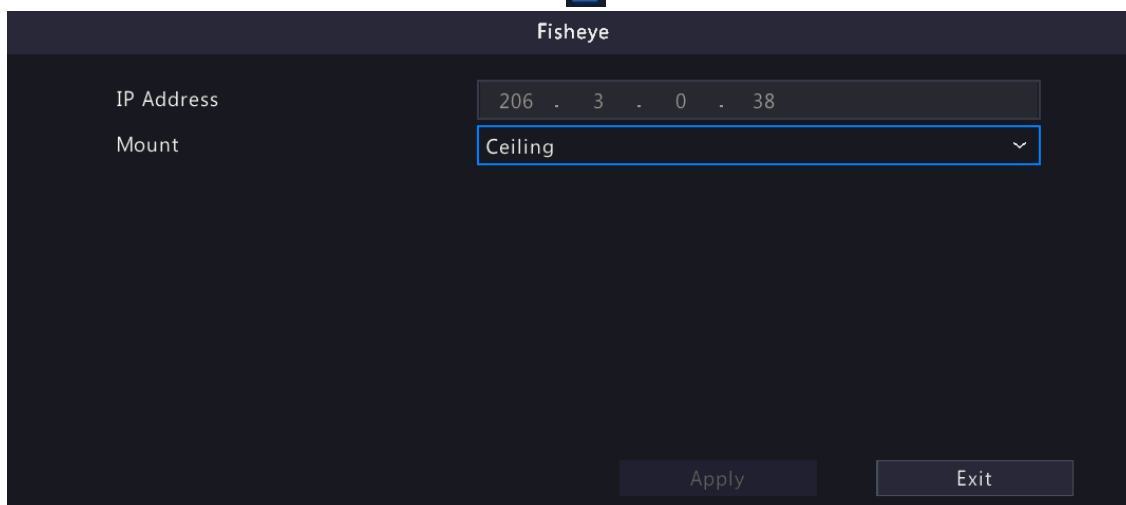 Fisheye
IP Address 206 . 3 . 0 . 38
Mount Ceiling
Apply Exit